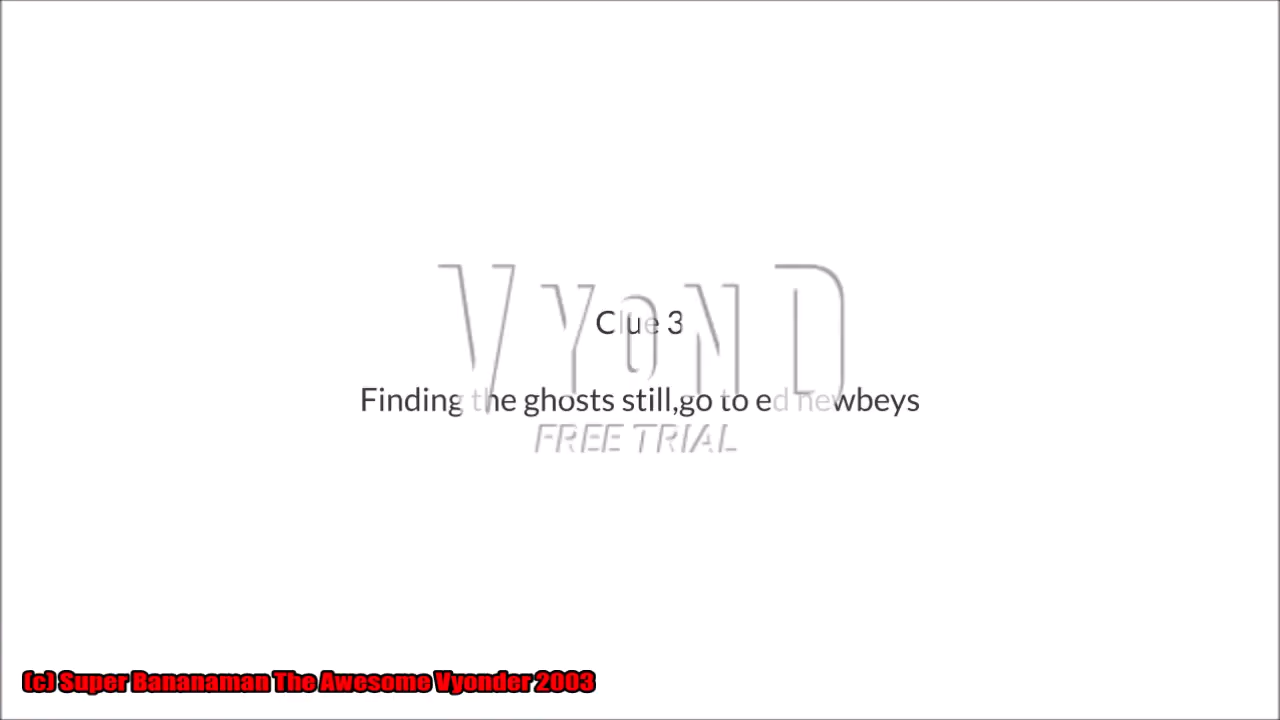 Clue 3
Finding the ghosts still,go to ed newbeys
VYOND
FREE TRIAL
(c) Super Bananaman The Awesome Vyonder 2003